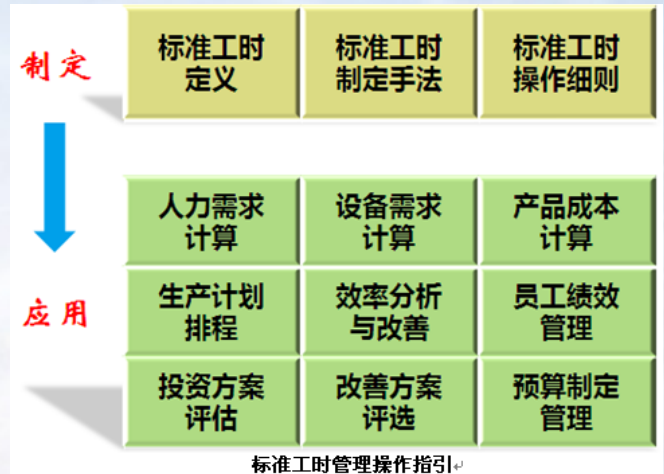 制定
标准工时
定义
标准工时
制定手法
标准工时
操作细则
应用
人力需求
计算
设备需求
计算
产品成本
计算
生产计划
排程
效率分析
与改善
员工绩效
管理
投资方案
评估
改善方案
评选
预算制定
管理
标准工时管理操作指引